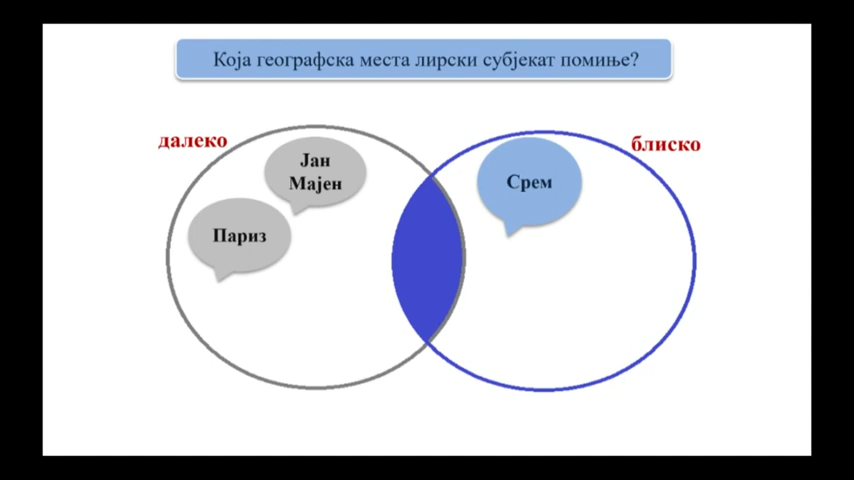 Која географска места лирски субјекат помиње?
далеко
Јан
Мајен
Париз
Срем
блиско